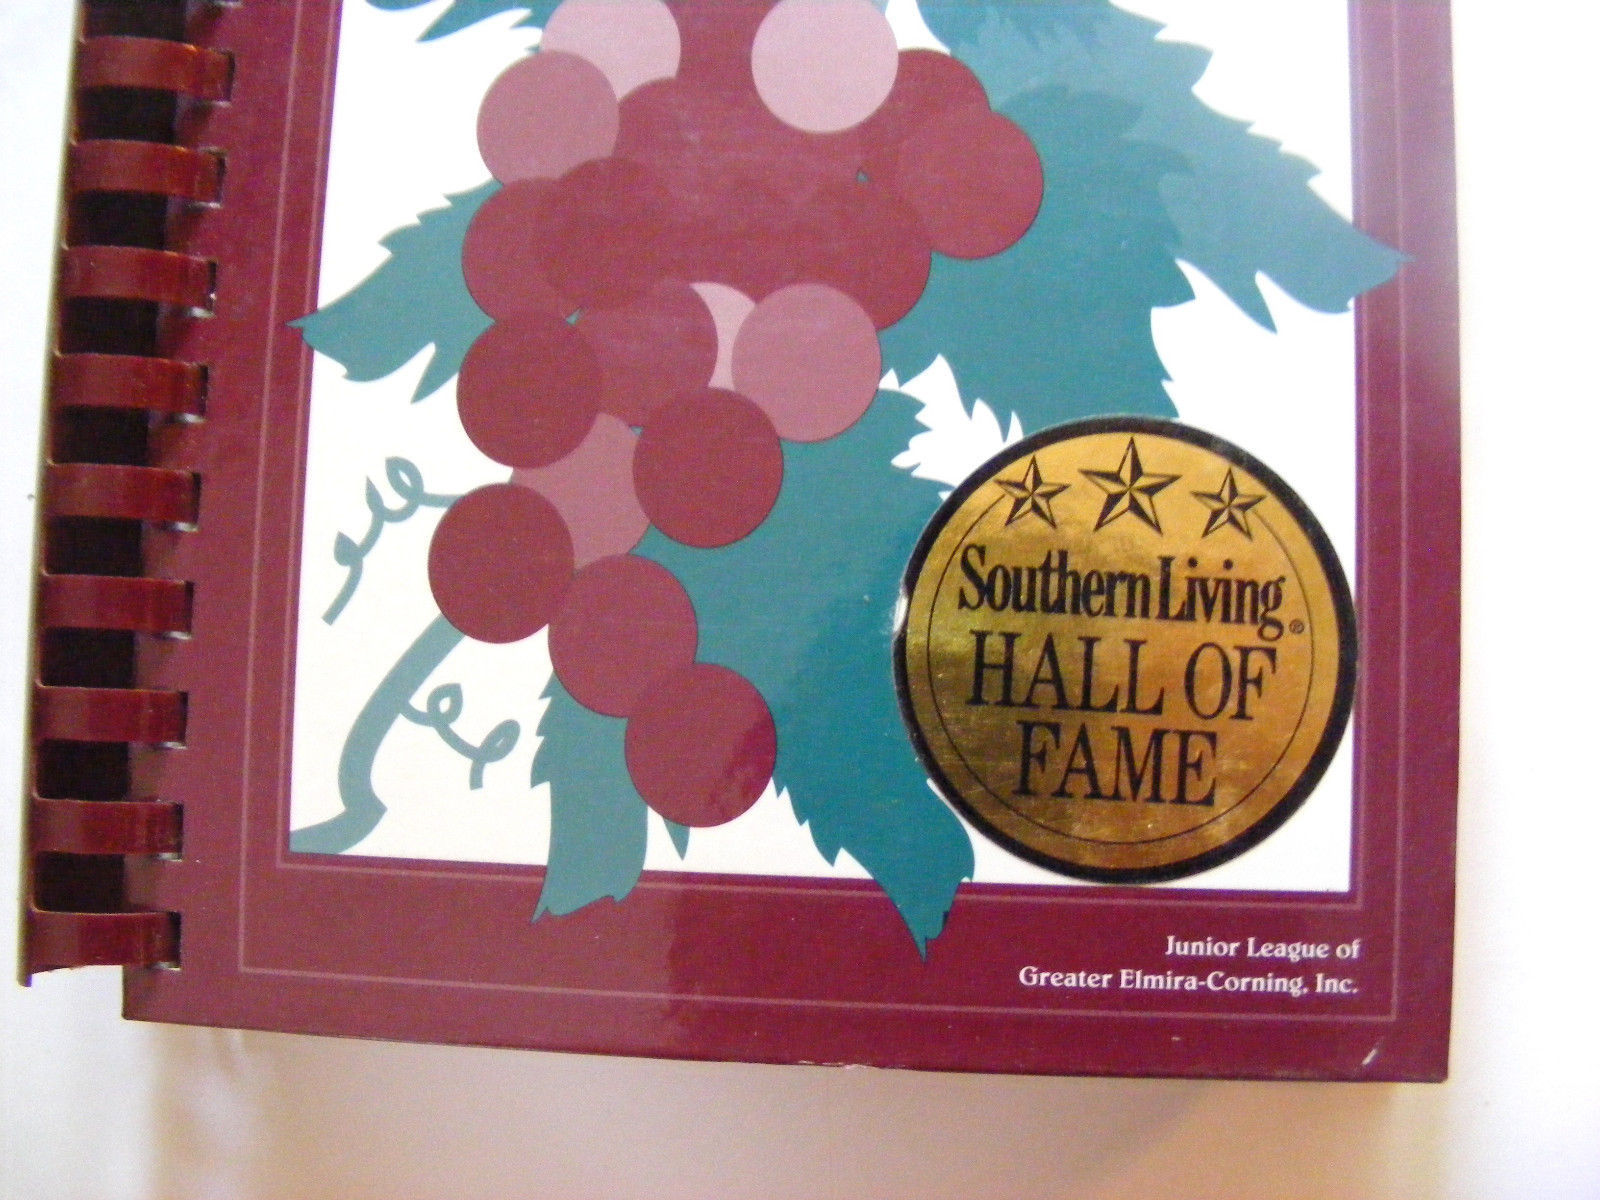 Southern Living®
HALL OF
FAME
Junior League of
Greater Elmira-Corning, Inc.